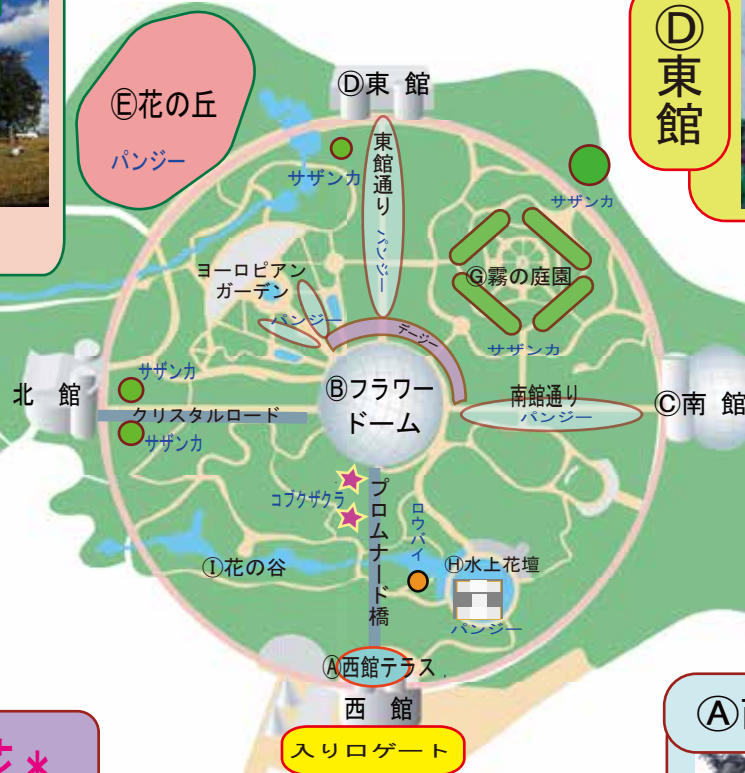 Ⓔ花の丘
パンジー
Ⓓ東 館
Ⓓ東館
サザンカ
東館通り
パンジー
サザンカ
ヨーロピアン
ガーデン
パンジー
Ⓖ霧の庭園
サザンカ
デージー
北 館
サザンカ
クリスタルロード
サザンカ
Ⓑフラワー
ドーム
南館通り
パンジー
Ⓒ南 館
コブクザクラ
プロムナード橋
ロウバイ
Ⓘ花の谷
Ⓗ水上花壇
パンジー
Ⓐ西館テラス
西 館
入り口ゲート
Ⓐ
＊